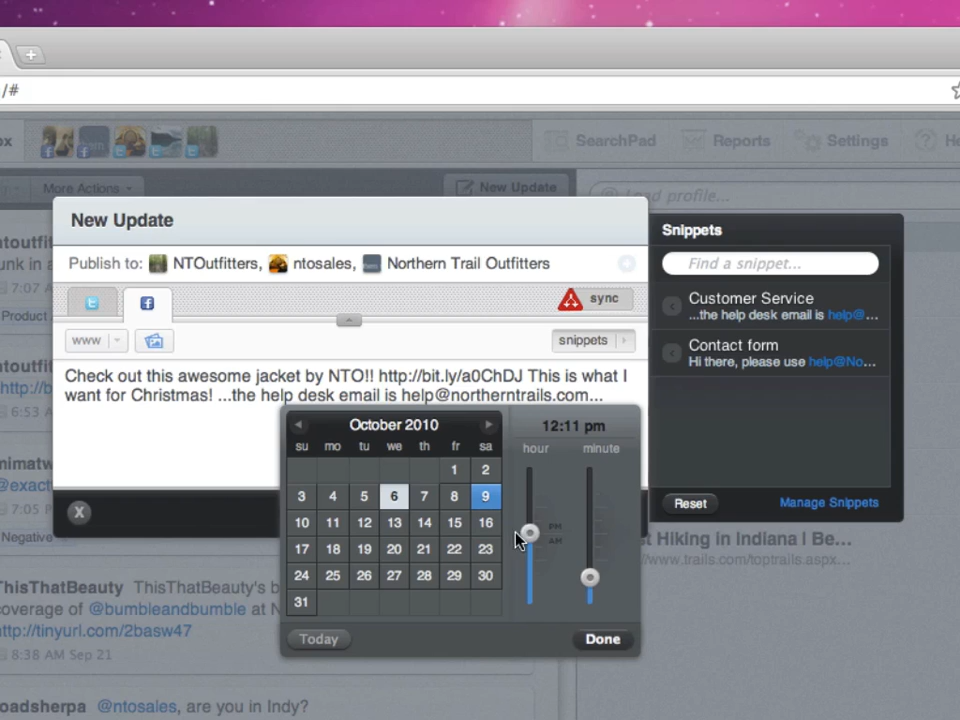 /#
SearchPad
Reports
Settings
More Actions
New Update
Load profile...
New Update
Publish to: NTOutfitters, ntosales, Northern Trail Outfitters
sync
www
snippets
Check out this awesome jacket by NTO!! http://bit.ly/a0ChDJ This is what I
want for Christmas! ...the help desk email is help@northerntrails.com...
X
Snippets
Find a snippet...
Customer Service
...the help desk email is help@...
Contact form
Hi there, please use help@No...
Reset
Manage Snippets
October 2010
su mo tu we th fr sa
1 2
3 4 5 6 7 8 9
10 11 12 13 14 15 16
17 18 19 20 21 22 23
24 25 26 27 28 29 30
31
Today
12:11 pm
hour minute
PM
AM
Done
7:07
Product
http://b
6:53
@exact
7:05
Negative
ThisThatBeauty ThisThatBeauty's b
coverage of @bumbleandbumble at N
http://tinyurl.com/2basw47
8:38 AM Sep 21
oadsherpa @ntosales, are you in Indy?
t Hiking in Indiana | Be...
/www.trails.com/toptrails.aspx...